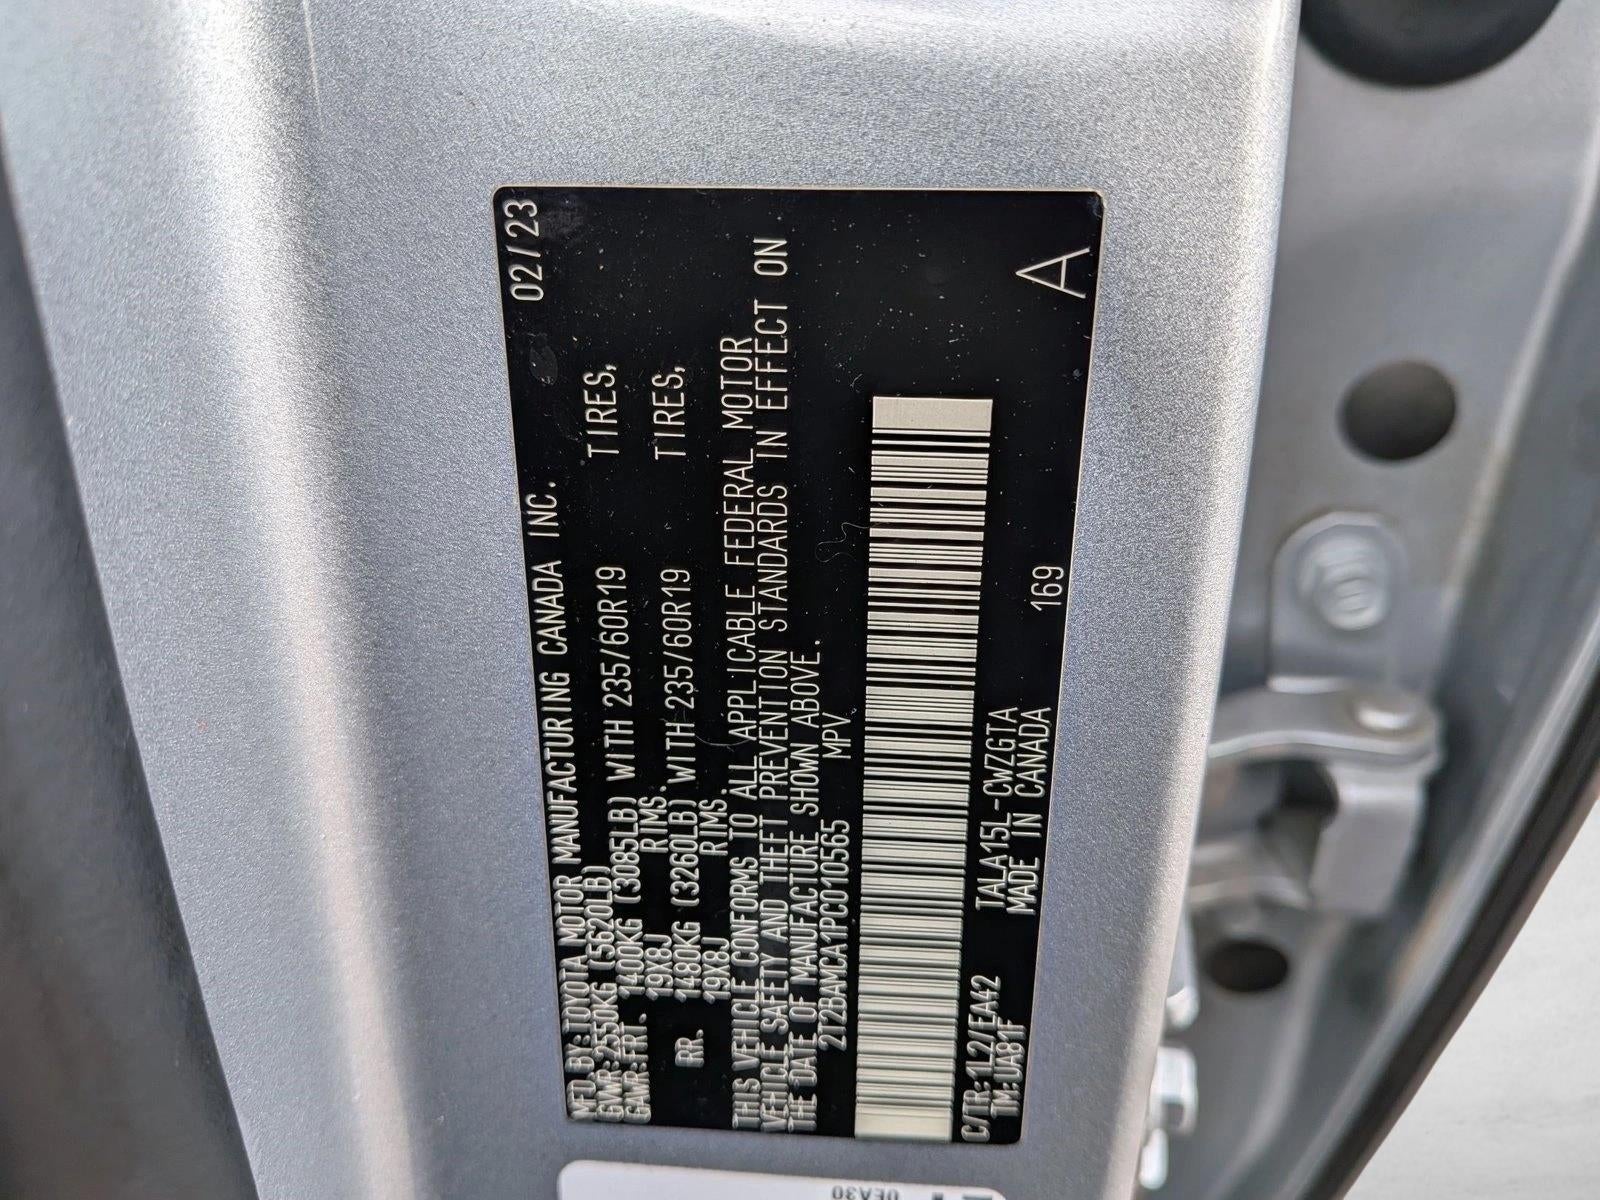 MFD. BY: TOYOTA MOTOR MANUFACTURING CANADA INC. 02/23
GVWR: 2550KG (5620LB)
GAWR: FRT. 1400KG (3085LB) WITH 235/60R19 TIRES,
19X8J RIMS.
RR. 1480KG (3260LB) WITH 235/60R19 TIRES,
19X8J RIMS.
THIS VEHICLE CONFORMS TO ALL APPLICABLE FEDERAL MOTOR
VEHICLE SAFETY AND THEFT PREVENTION STANDARDS IN EFFECT ON
THE DATE OF MANUFACTURE SHOWN ABOVE.
2T2BAMCA1PC010565 MPV
C/TR: 1L2/EA42 TALA15L-CWZGTA 169
TM: UA81F MADE IN CANADA
A
0EA30